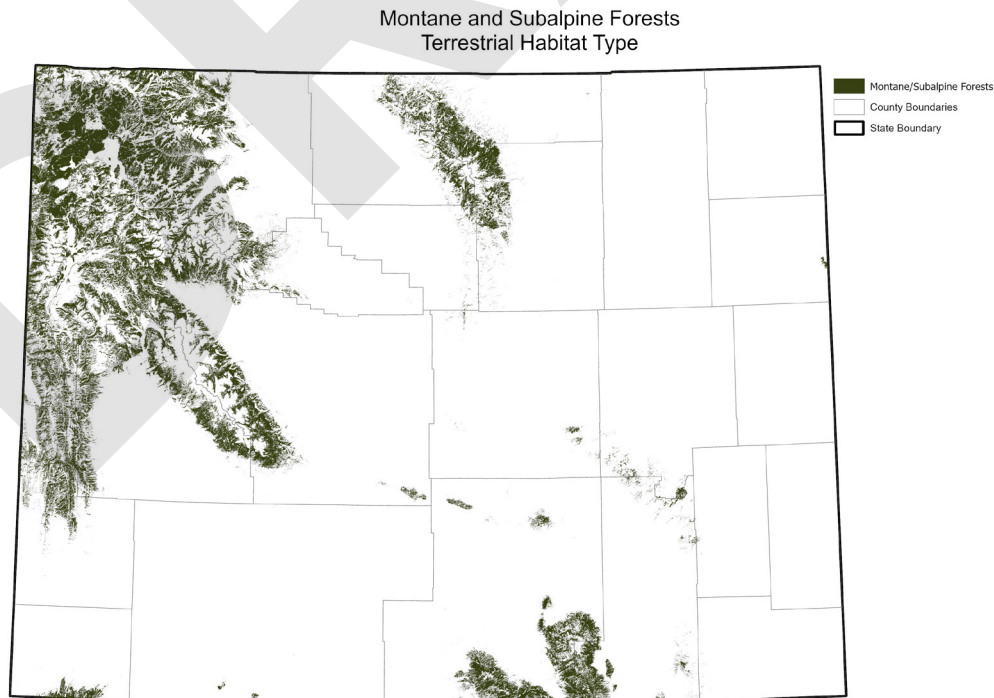 Montane and Subalpine Forests
Terrestrial Habitat Type
Montane/Subalpine Forests
County Boundaries
State Boundary